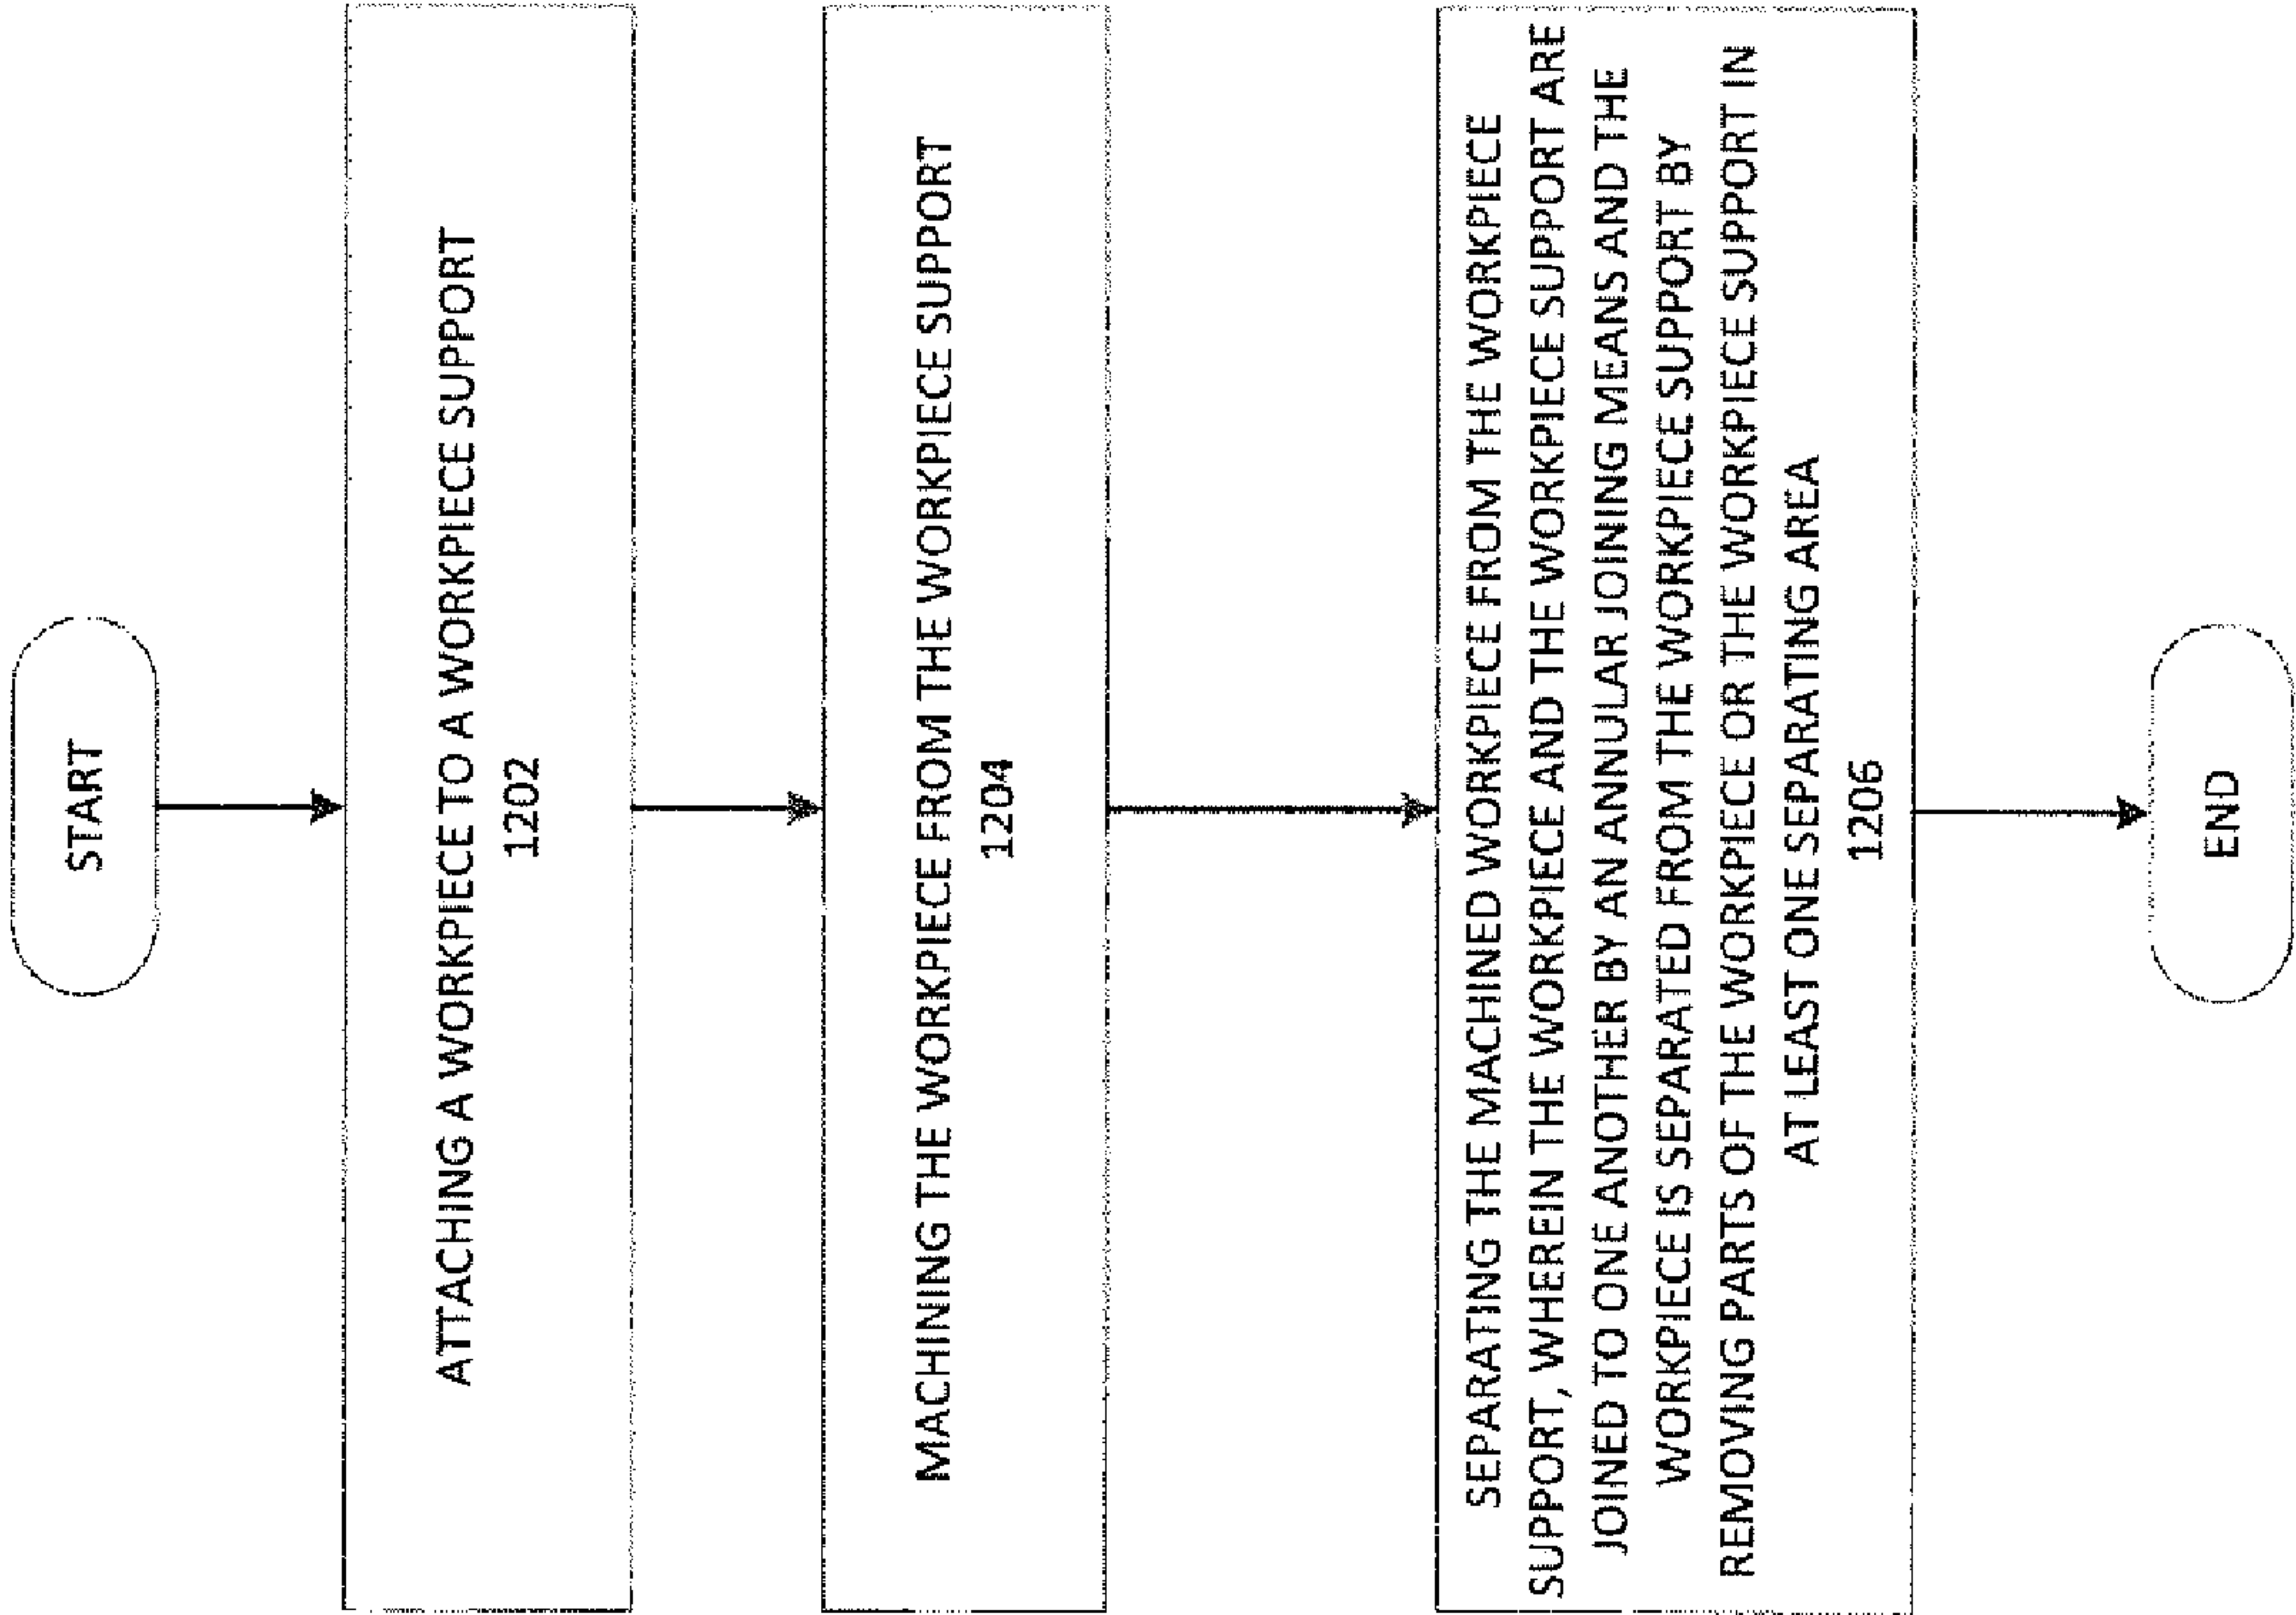 START
ATTACHING A WORKPIECE TO A WORKPIECE SUPPORT
1202
MACHINING THE WORKPIECE FROM THE WORKPIECE SUPPORT
1204
SEPARATING THE MACHINED WORKPIECE FROM THE WORKPIECE
SUPPORT, WHEREIN THE WORKPIECE AND THE WORKPIECE SUPPORT ARE
JOINED TO ONE ANOTHER BY AN ANNULAR JOINING MEANS AND THE
WORKPIECE IS SEPARATED FROM THE WORKPIECE SUPPORT BY
REMOVING PARTS OF THE WORKPIECE OR THE WORKPIECE SUPPORT IN
AT LEAST ONE SEPARATING AREA
1206
END